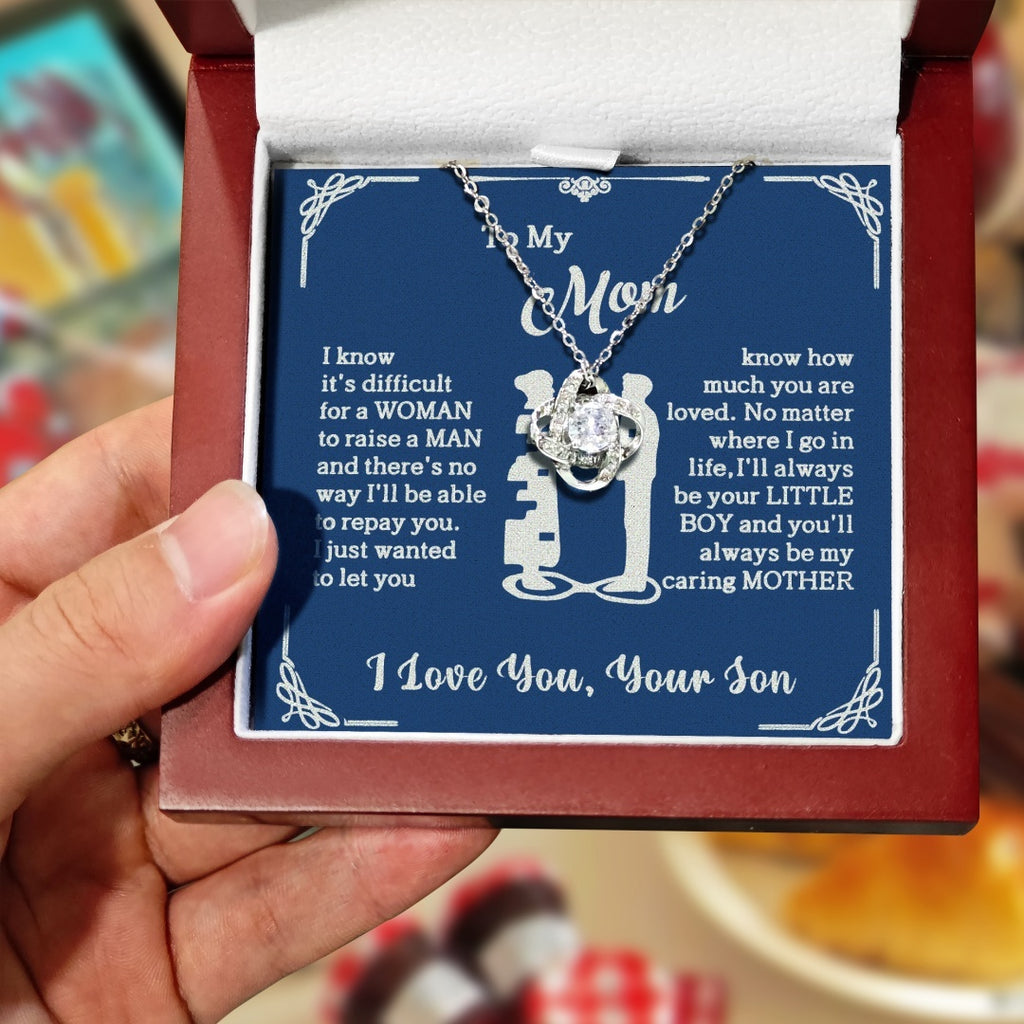 To My
Mom
I know
it's difficult
for a WOMAN
to raise a MAN
and there's no
way I'll be able
to repay you.
I just wanted
to let you
know how
much you are
loved. No matter
where I go in
life,I'll always
be your LITTLE
BOY and you'll
always be my
caring MOTHER
I Love You, Your Son